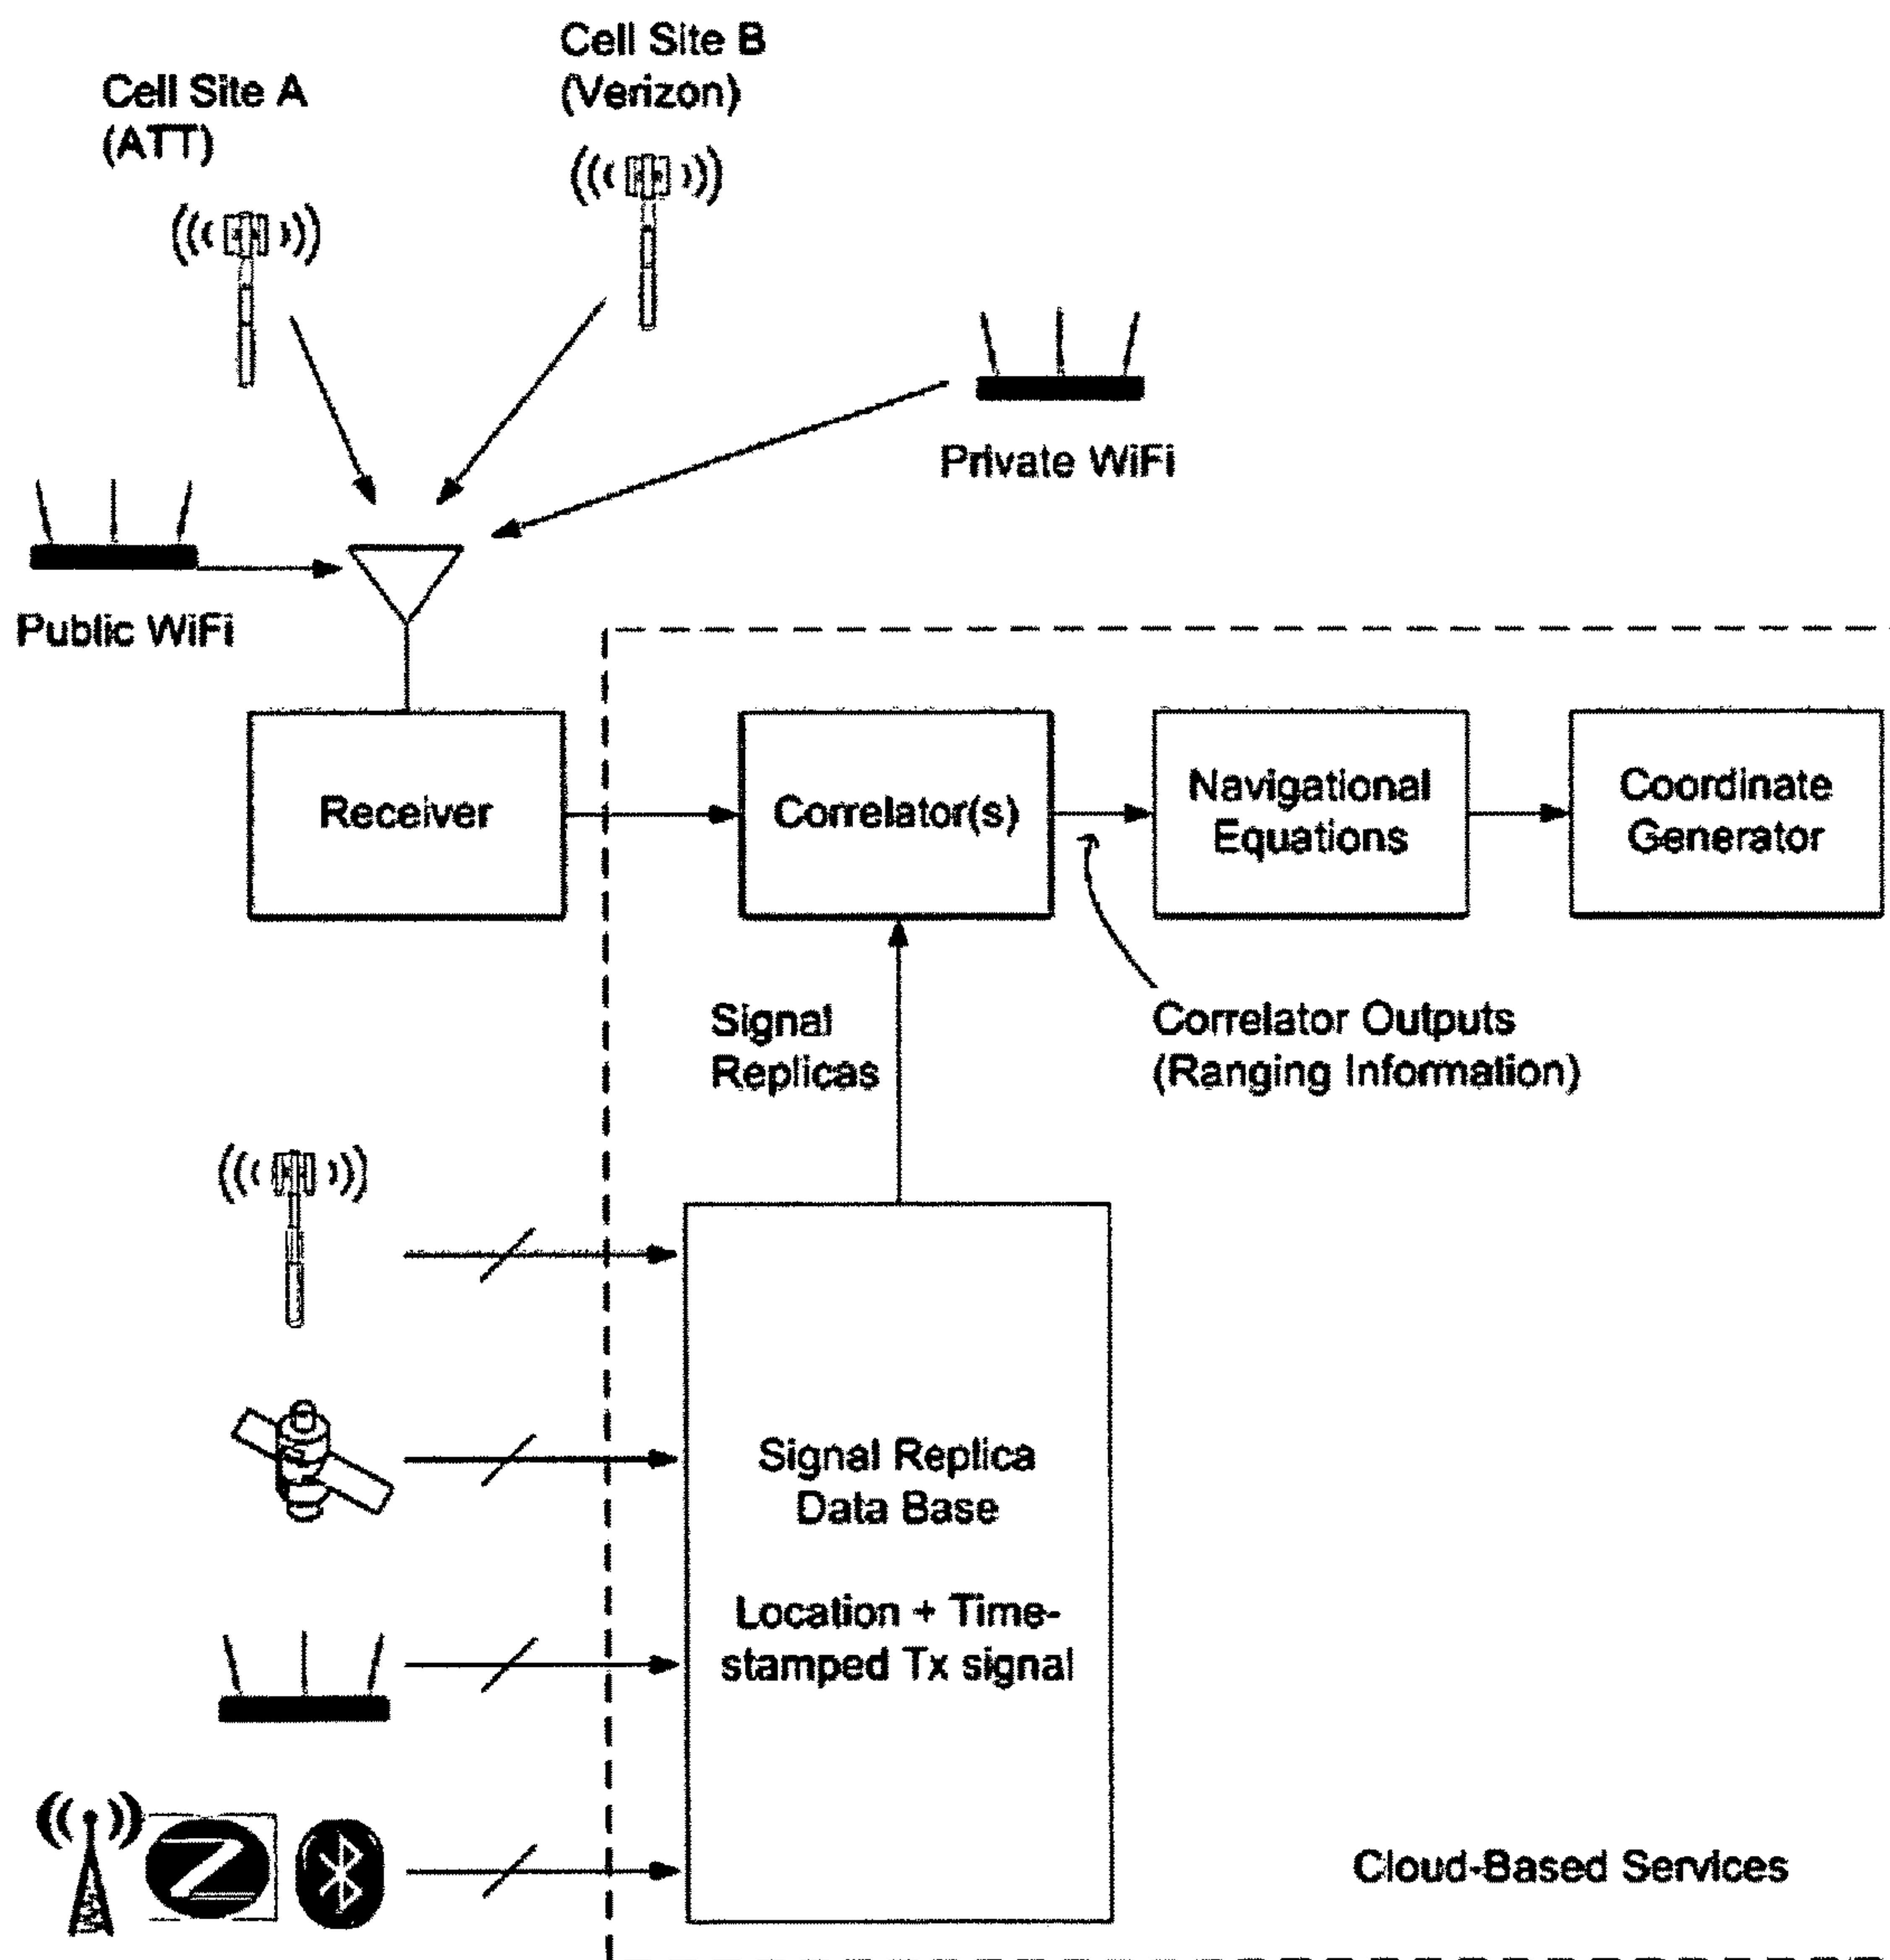 Cell Site B
(Verizon)
Cell Site A
(ATT)
Private WiFi
Public WiFi
Receiver
Correlator(s)
Navigational
Equations
Coordinate
Generator
Signal
Replicas
Correlator Outputs
(Ranging Information)
Signal Replica
Data Base
Location + Time-
stamped Tx signal
Cloud-Based Services